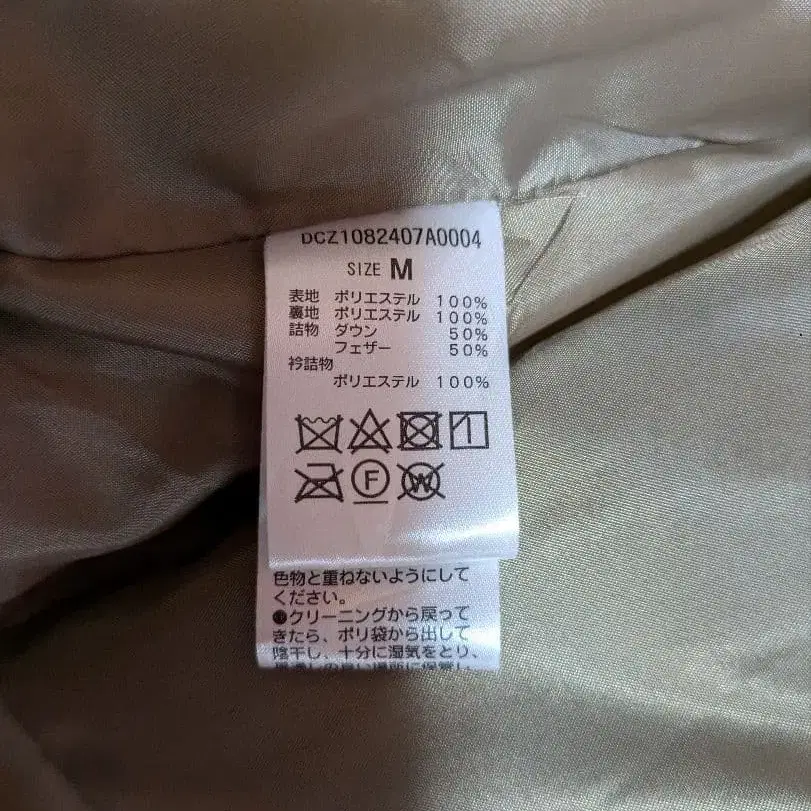 DCZ1082407A0004
SIZE M
表地 ポリエステル 100%
裏地 ポリエステル 100%
詰物 ダウン 50%
フェザー 50%
衿詰物
ポリエステル 100%
F
W
色物と重ねないようにして
ください。
●クリーニングから戻って
きたら、ポリ袋から出して
陰干し、十分に湿気をとり、